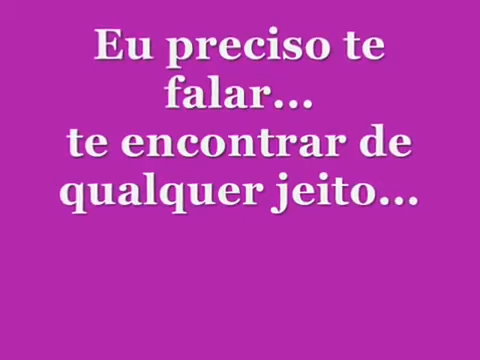 Eu preciso te
falar...
te encontrar de
qualquer jeito...